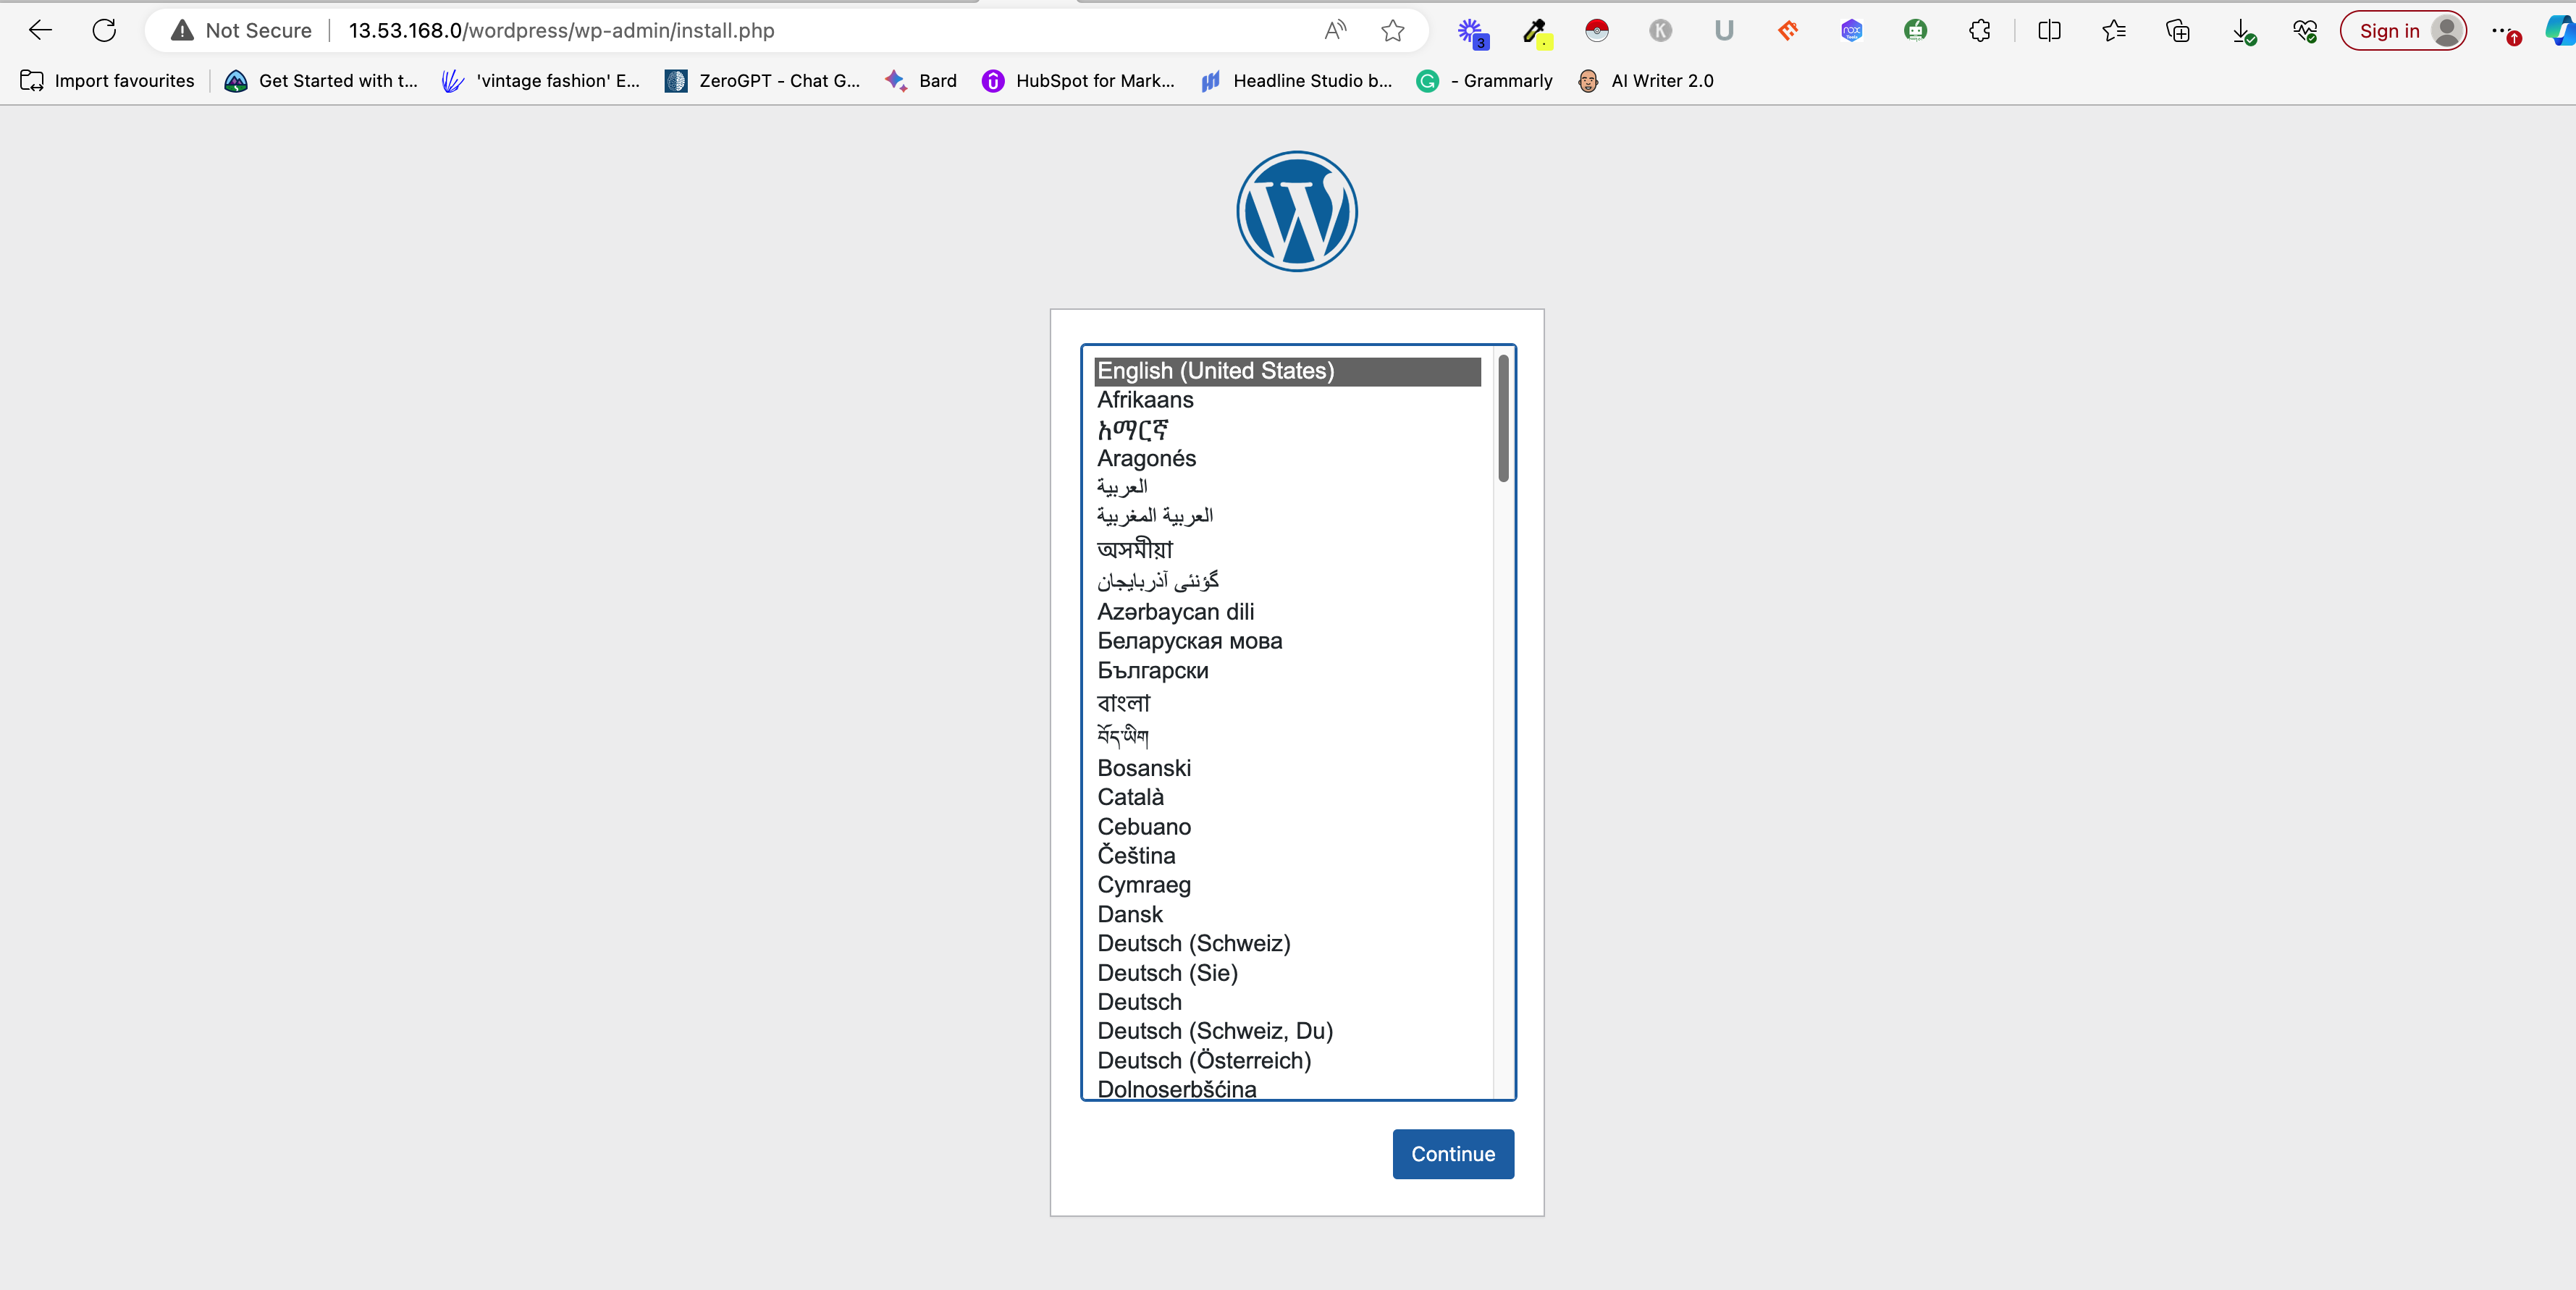 Not Secure 13.53.168.0/wordpress/wp-admin/install.php Sign in
Import favourites Get Started with t... 'vintage fashion' E... ZeroGPT - Chat G... Bard HubSpot for Mark... Headline Studio b... - Grammarly AI Writer 2.0
English (United States)
Afrikaans
አማርኛ
Aragonés
العربية
العربية المغربية
অসমীয়া
گؤنئی آذربایجان
Azərbaycan dili
Беларуская мова
Български
বাংলা
བོད་ཡིག
Bosanski
Català
Cebuano
Čeština
Cymraeg
Dansk
Deutsch (Schweiz)
Deutsch (Sie)
Deutsch
Deutsch (Schweiz, Du)
Deutsch (Österreich)
Dolnoserbšćina
Continue